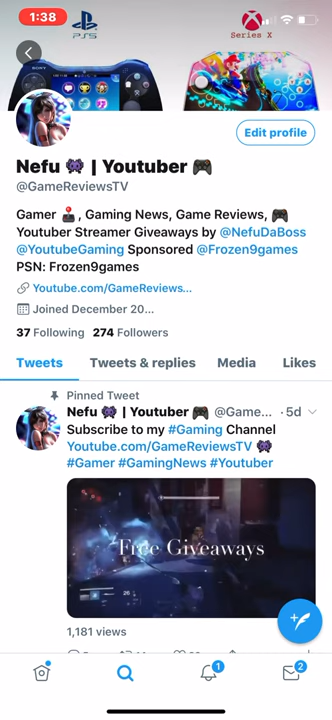 1:38
PS5
Series X
SONY
Edit profile
Nefu 👾 | Youtuber 🎮
@GameReviewsTV
Gamer 🕹️, Gaming News, Game Reviews, 🎮
Youtuber Streamer Giveaways by @NefuDaBoss
@YoutubeGaming Sponsored @Frozen9games
PSN: Frozen9games
Youtube.com/GameReviews...
Joined December 20...
37 Following 274 Followers
Tweets Tweets & replies Media Likes
Pinned Tweet
Nefu 👾 | Youtuber 🎮 @Game... · 5d
Subscribe to my #Gaming Channel
Youtube.com/GameReviewsTV 👾
#Gamer #GamingNews #Youtuber
Free Giveaways
26
1,181 views
1
2